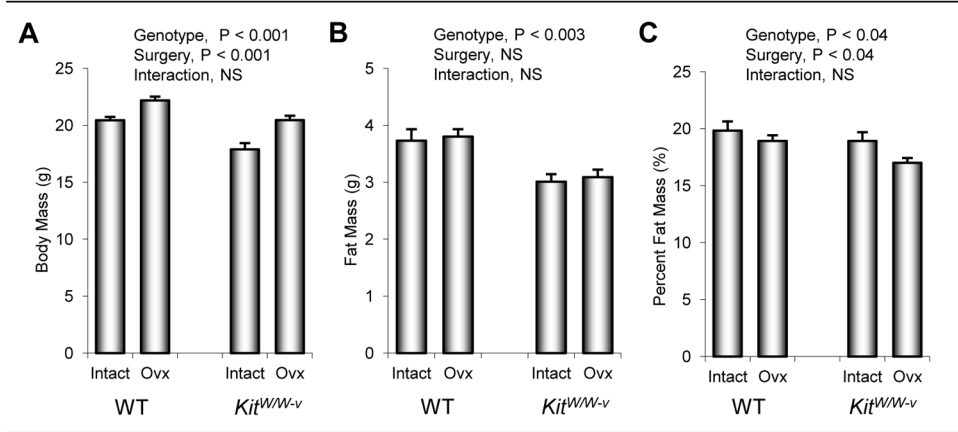 A
Genotype, P < 0.001
Surgery, P < 0.001
Interaction, NS
25
20
15
10
5
0
Body Mass (g)
Intact Ovx Intact Ovx
WT Kit^W/W-v
B
Genotype, P < 0.003
Surgery, NS
Interaction, NS
5
4
3
2
1
0
Fat Mass (g)
Intact Ovx Intact Ovx
WT Kit^W/W-v
C
Genotype, P < 0.04
Surgery, P < 0.04
Interaction, NS
25
20
15
10
5
0
Percent Fat Mass (%)
Intact Ovx Intact Ovx
WT Kit^W/W-v